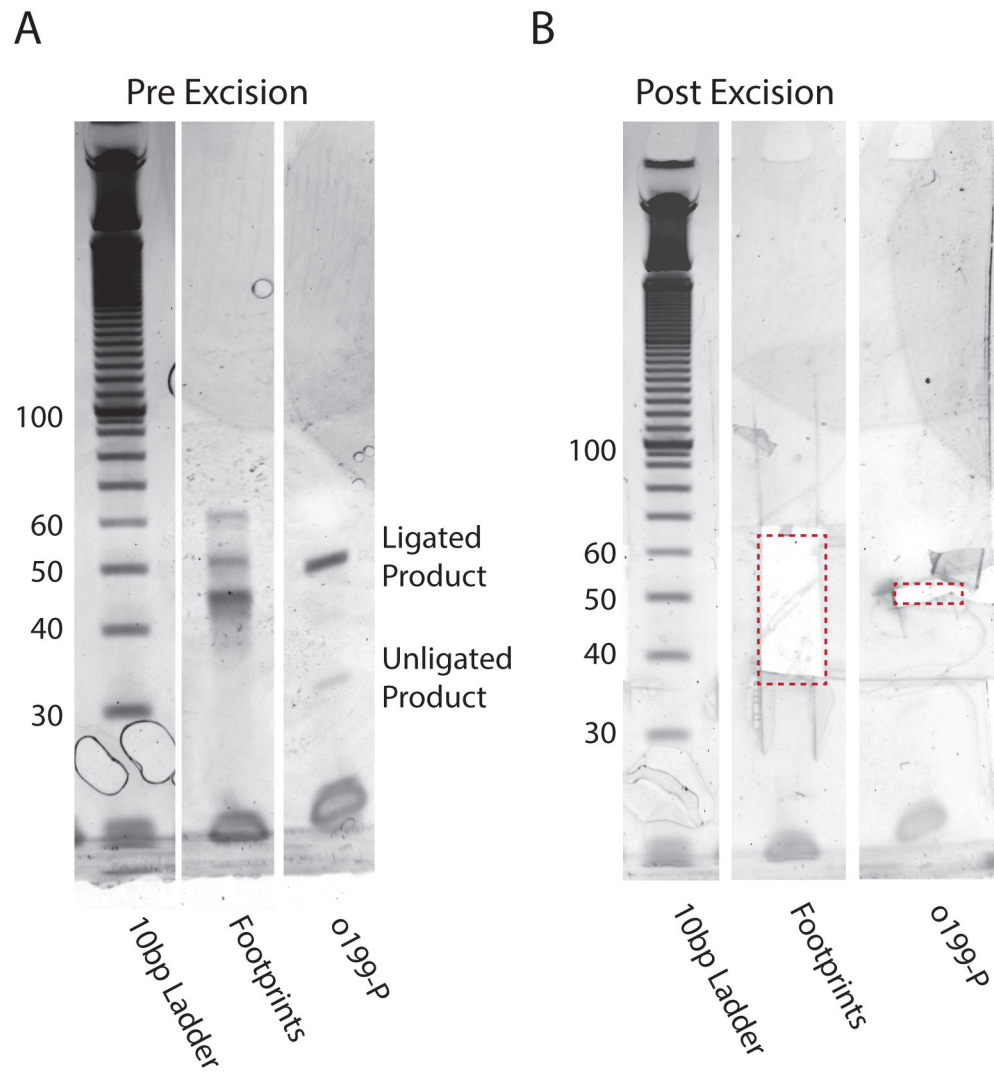 A
Pre Excision
100
60
50
40
30
Ligated
Product
Unligated
Product
10bp Ladder
Footprints
o199-P
B
Post Excision
100
60
50
40
30
10bp Ladder
Footprints
o199-P